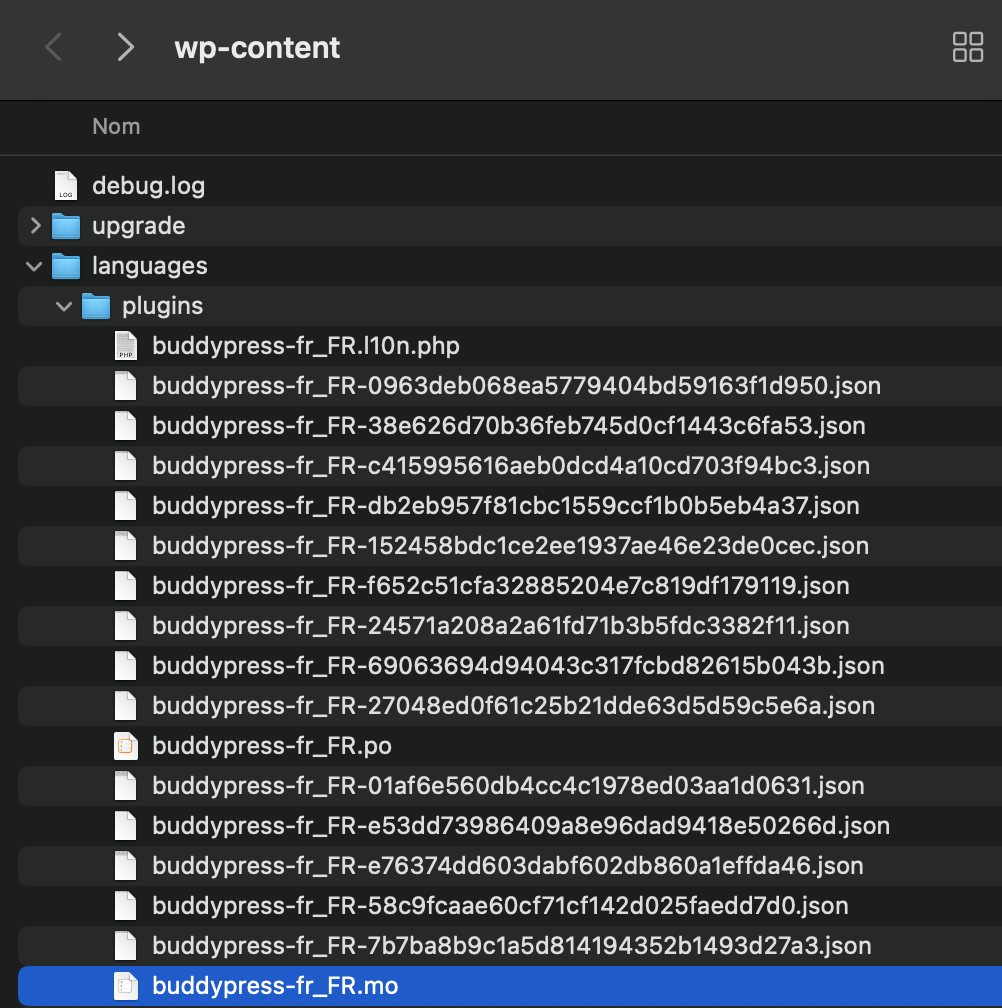 wp-content
Nom
debug.log
upgrade
languages
plugins
buddypress-fr_FR.l10n.php
buddypress-fr_FR-0963deb068ea5779404bd59163f1d950.json
buddypress-fr_FR-38e626d70b36feb745d0cf1443c6fa53.json
buddypress-fr_FR-c415995616aeb0dcd4a10cd703f94bc3.json
buddypress-fr_FR-db2eb957f81cbc1559ccf1b0b5eb4a37.json
buddypress-fr_FR-152458bdc1ce2ee1937ae46e23de0cec.json
buddypress-fr_FR-f652c51cfa32885204e7c819df179119.json
buddypress-fr_FR-24571a208a2a61fd71b3b5fdc3382f11.json
buddypress-fr_FR-69063694d94043c317fcbd82615b043b.json
buddypress-fr_FR-27048ed0f61c25b21dde63d5d59c5e6a.json
buddypress-fr_FR.po
buddypress-fr_FR-01af6e560db4cc4c1978ed03aa1d0631.json
buddypress-fr_FR-e53dd73986409a8e96dad9418e50266d.json
buddypress-fr_FR-e76374dd603dabf602db860a1effda46.json
buddypress-fr_FR-58c9fcaae60cf71cf142d025faedd7d0.json
buddypress-fr_FR-7b7ba8b9c1a5d814194352b1493d27a3.json
buddypress-fr_FR.mo